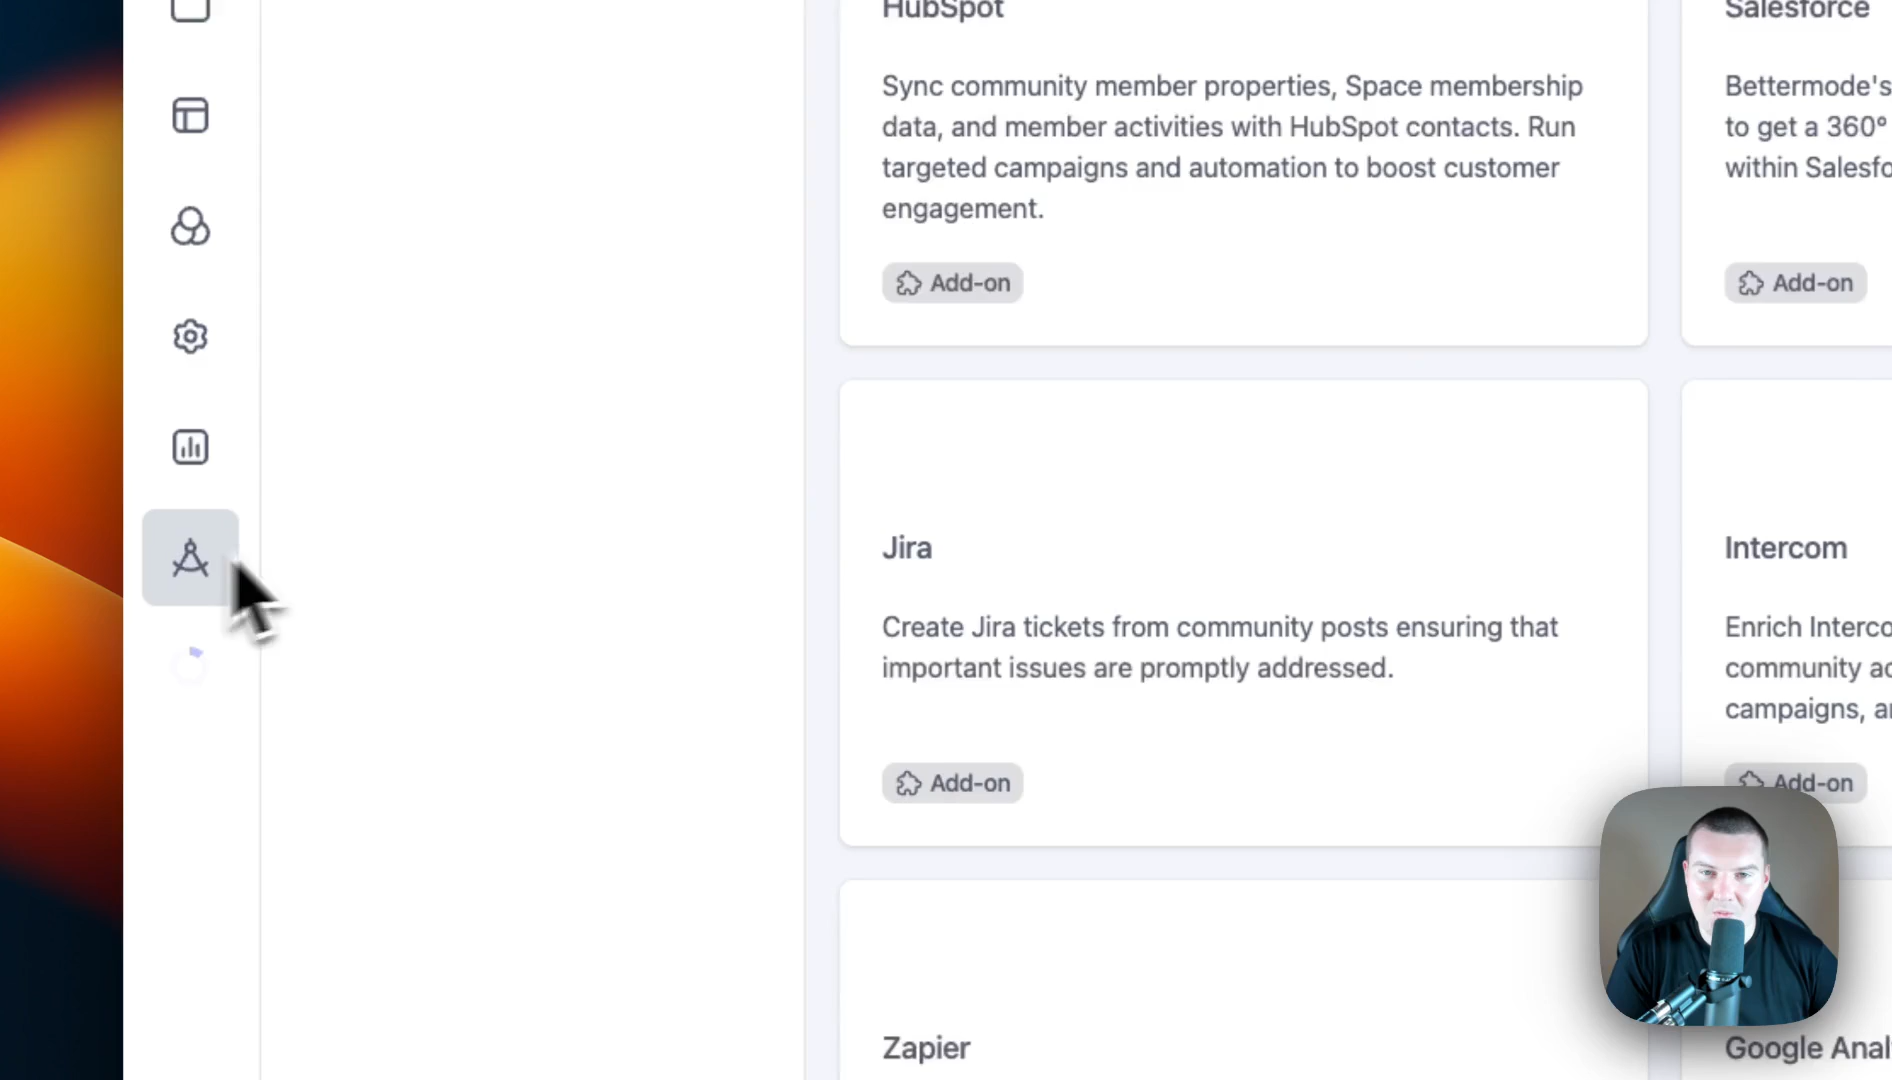 HubSpot
Sync community member properties, Space membership
data, and member activities with HubSpot contacts. Run
targeted campaigns and automation to boost customer
engagement.
Add-on
Salesforce
Bettermode's
to get a 360°
within
Add-on
Jira
Create Jira tickets from community posts ensuring that
important issues are promptly addressed.
Add-on
Intercom
Enrich
community
campaigns,
Add-on
Zapier
Google